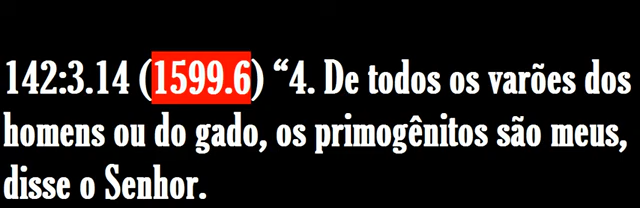 142:3.14 (1599.6) “4. De todos os varões dos
homens ou do gado, os primogênitos são meus,
disse o Senhor.